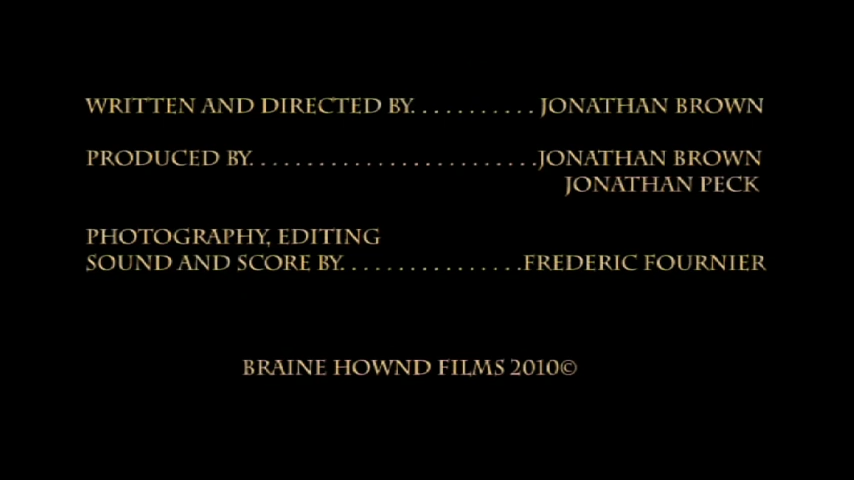 WRITTEN AND DIRECTED BY. . . . . . . . . . . JONATHAN BROWN
PRODUCED BY. . . . . . . . . . . . . . . . . . . . . . . . . .JONATHAN BROWN
JONATHAN PECK
PHOTOGRAPHY, EDITING
SOUND AND SCORE BY. . . . . . . . . . . . . . . . .FREDERIC FOURNIER
BRAINE HOWND FILMS 2010©